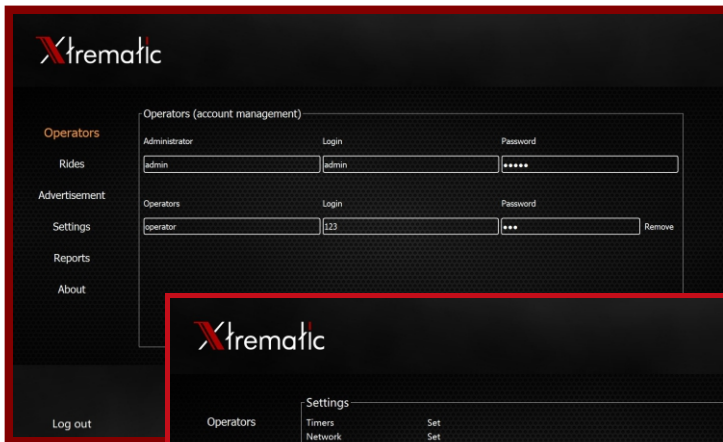 Xtrematic
Operators (account management)
Operators
Administrator Login Password
admin admin •••••
Rides
Advertisement
Operators Login Password
Settings
operator 123 ••• Remove
Reports
About
Log out
Xtrematic
Settings
Operators
Timers Set
Network Set